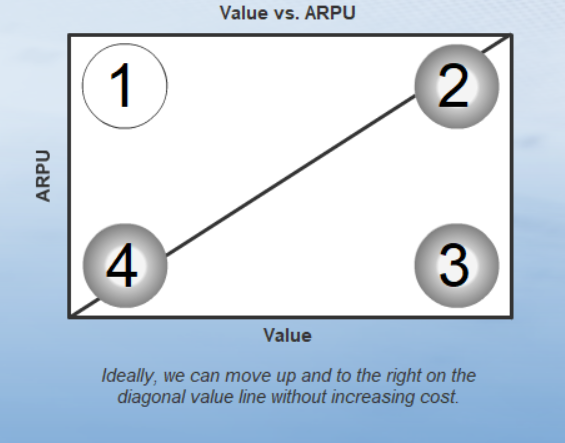 Value vs. ARPU
1
2
ARPU
4
3
Value
Ideally, we can move up and to the right on the
diagonal value line without increasing cost.